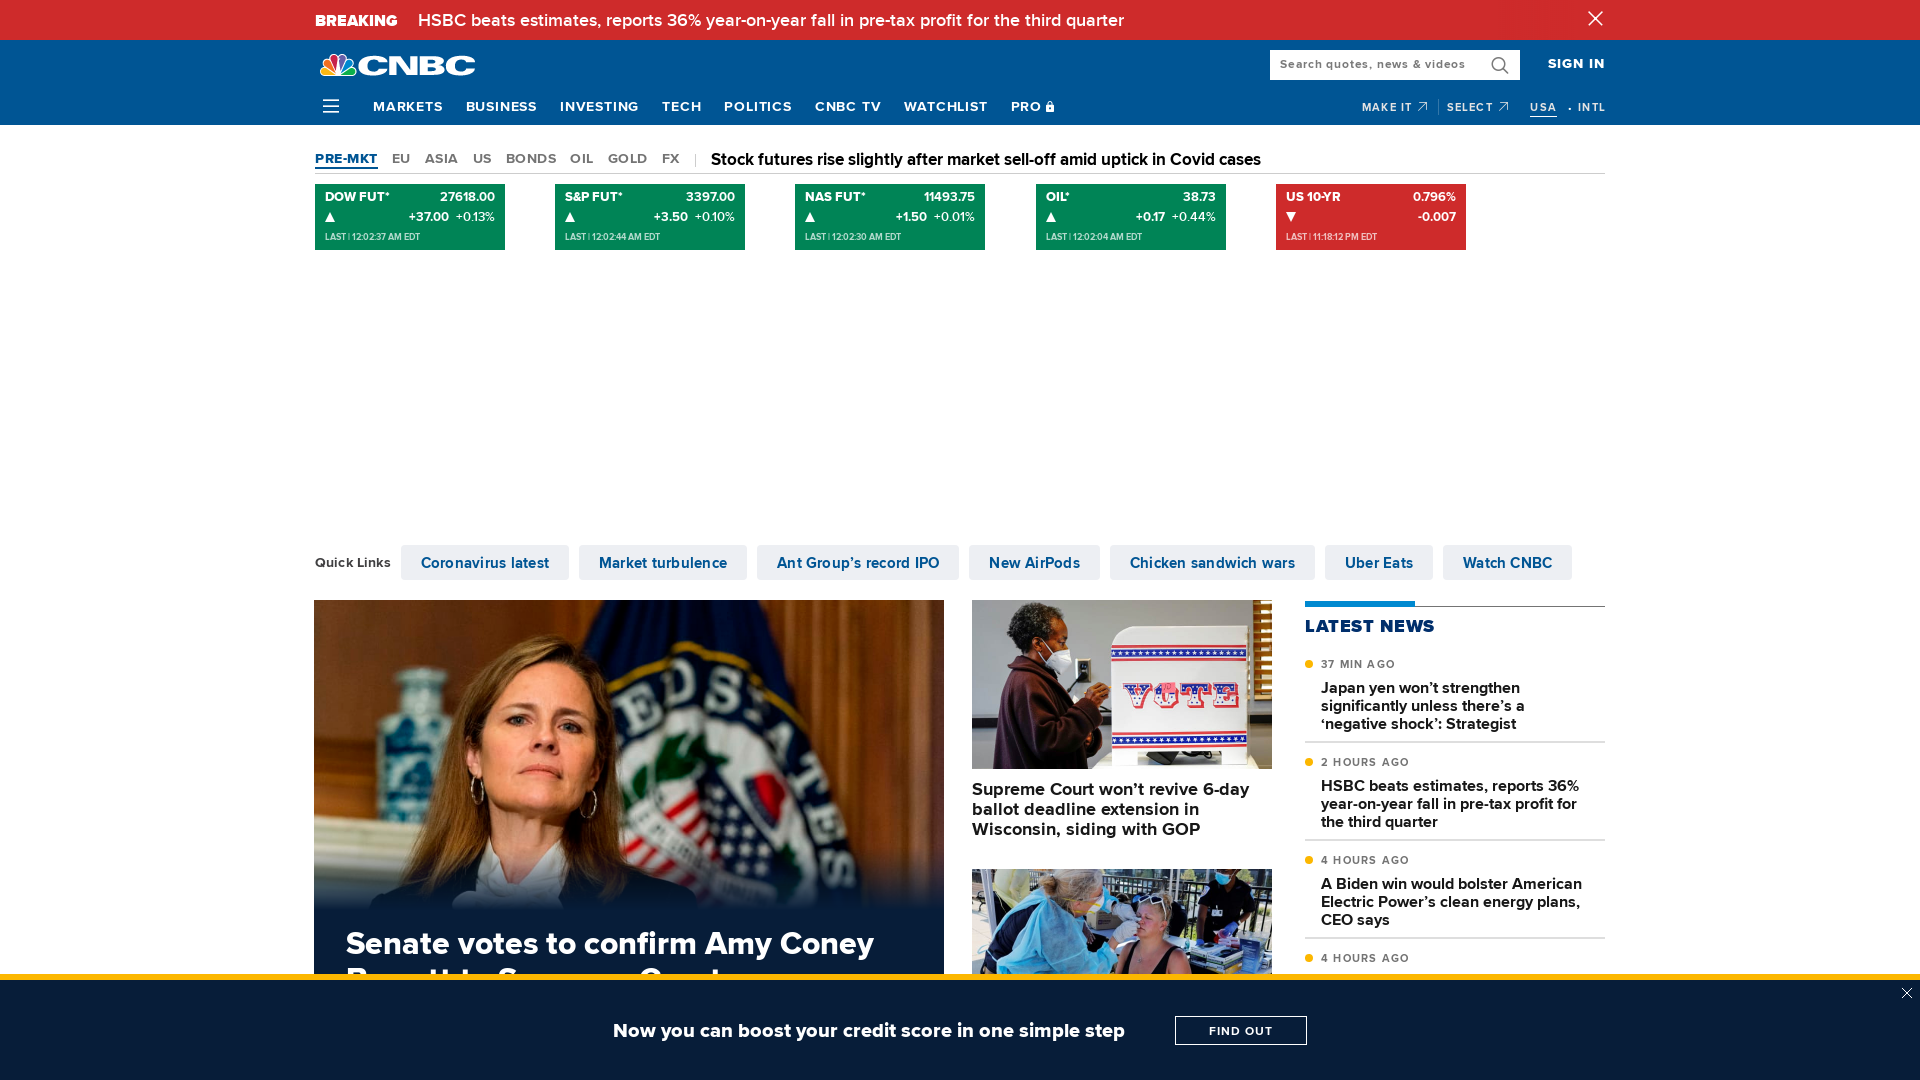 BREAKING HSBC beats estimates, reports 36% year-on-year fall in pre-tax profit for the third quarter
CNBC
Search quotes, news & videos
SIGN IN
MARKETS BUSINESS INVESTING TECH POLITICS CNBC TV WATCHLIST PRO
MAKE IT SELECT USA • INTL
PRE-MKT EU ASIA US BONDS OIL GOLD FX
Stock futures rise slightly after market sell-off amid uptick in Covid cases
DOW FUT* 27618.00
+37.00 +0.13%
LAST | 12:02:37 AM EDT
S&P FUT* 3397.00
+3.50 +0.10%
LAST | 12:02:44 AM EDT
NAS FUT* 11493.75
+1.50 +0.01%
LAST | 12:02:30 AM EDT
OIL* 38.73
+0.17 +0.44%
LAST | 12:02:04 AM EDT
US 10-YR 0.796%
-0.007
LAST | 11:18:12 PM EDT
Quick Links Coronavirus latest Market turbulence Ant Group’s record IPO New AirPods Chicken sandwich wars Uber Eats Watch CNBC
Senate votes to confirm Amy Coney
VOTE
Supreme Court won’t revive 6-day
ballot deadline extension in
Wisconsin, siding with GOP
LATEST NEWS
37 MIN AGO
Japan yen won’t strengthen
significantly unless there’s a
‘negative shock’: Strategist
2 HOURS AGO
HSBC beats estimates, reports 36%
year-on-year fall in pre-tax profit for
the third quarter
4 HOURS AGO
A Biden win would bolster American
Electric Power’s clean energy plans,
CEO says
4 HOURS AGO
Now you can boost your credit score in one simple step
FIND OUT